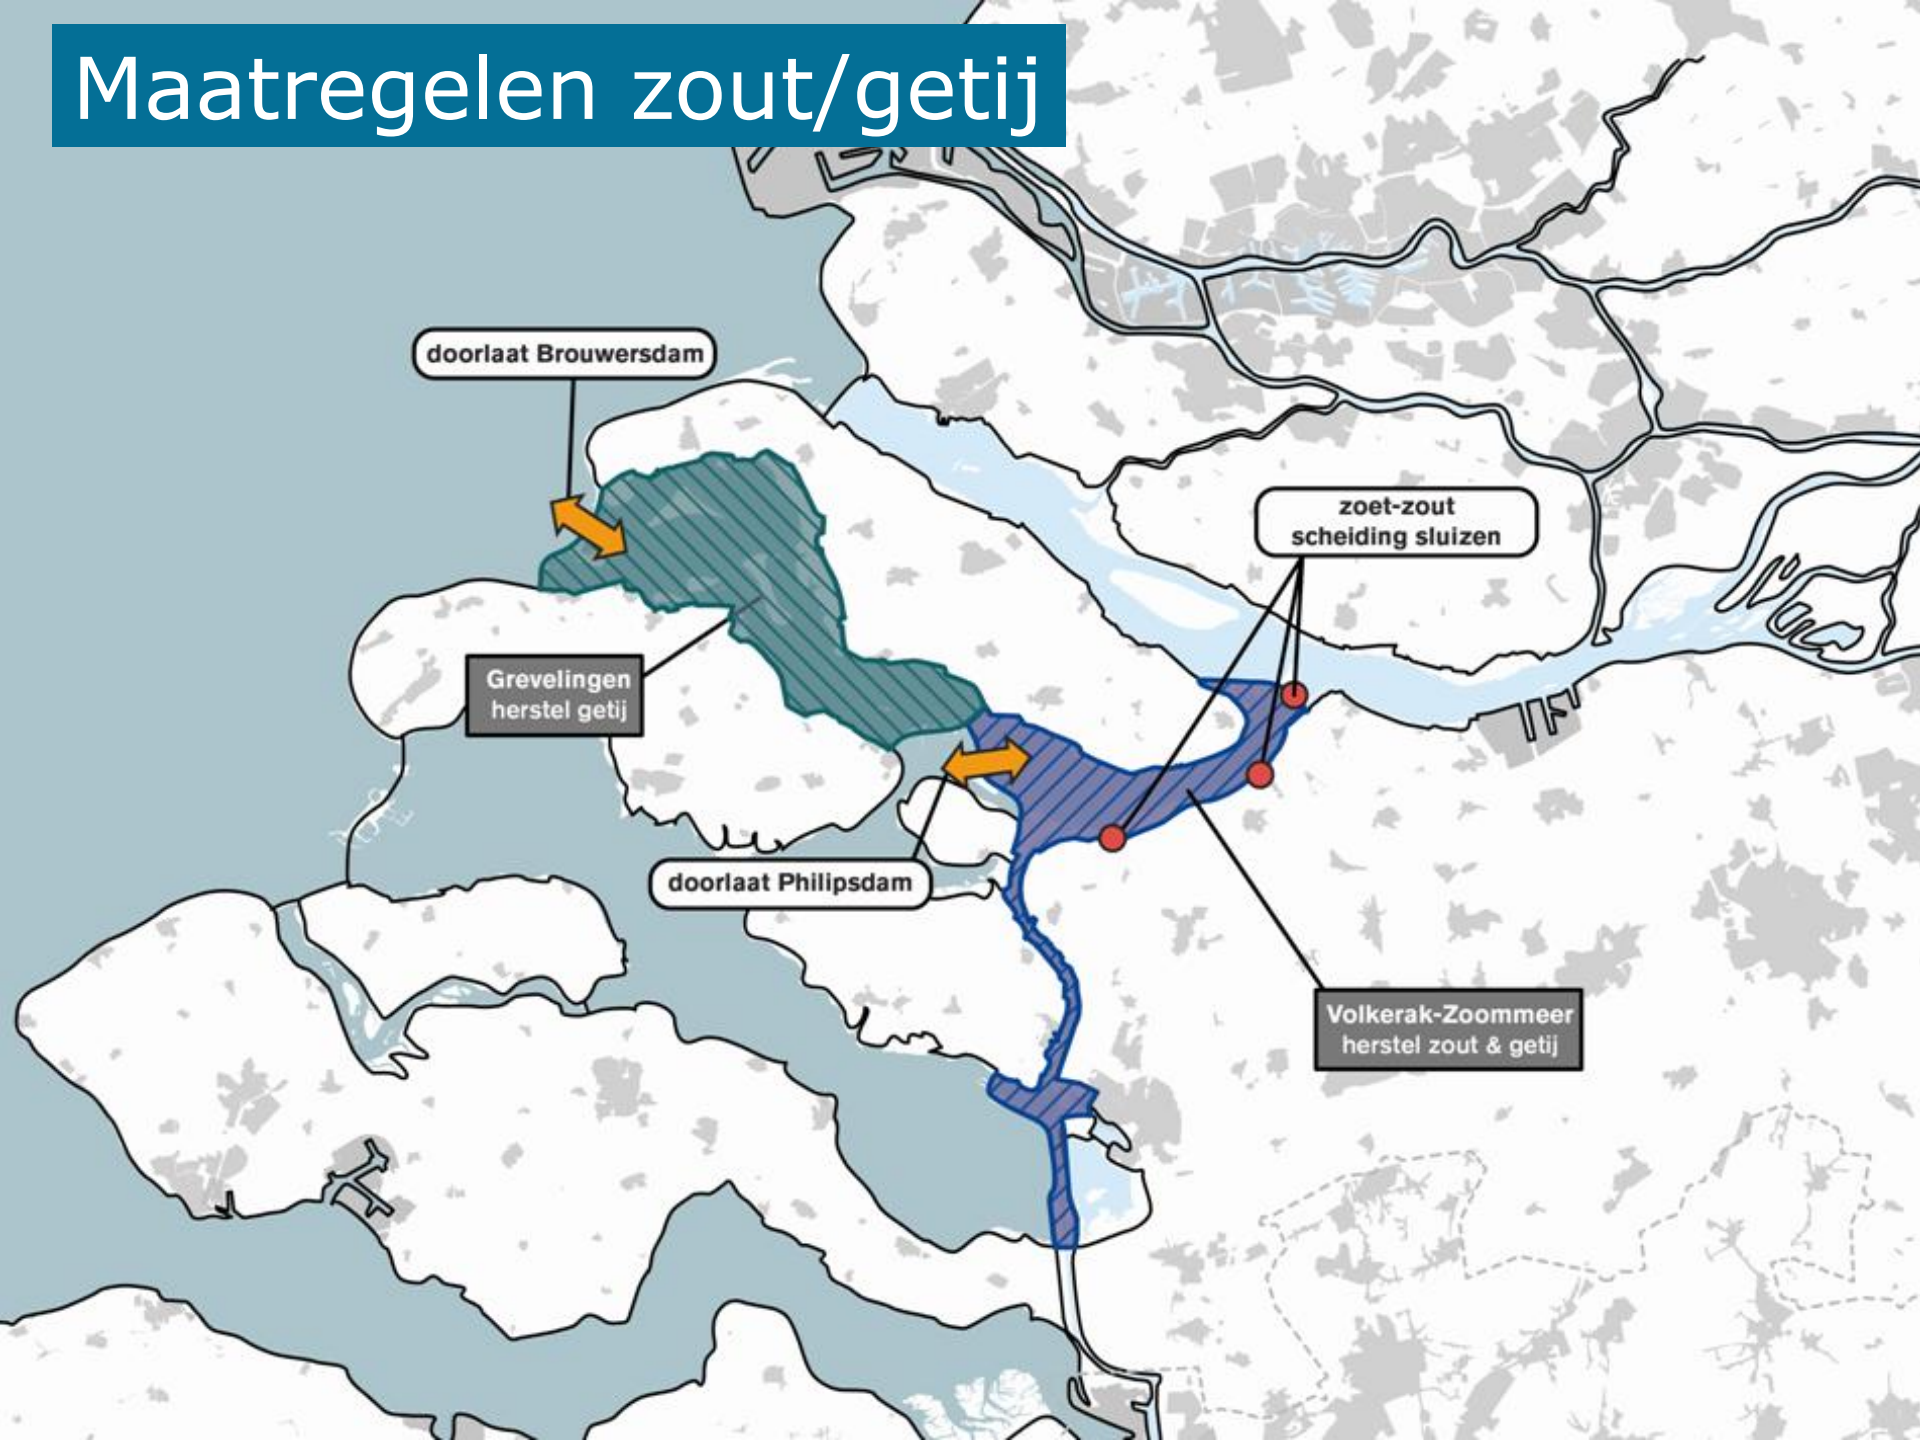 Maatregelen zout/getij
doorlaat Brouwersdam
zoet-zout
scheiding sluizen
Grevelingen
herstel getij
doorlaat Philipsdam
Volkerak-Zoommeer
herstel zout & getij